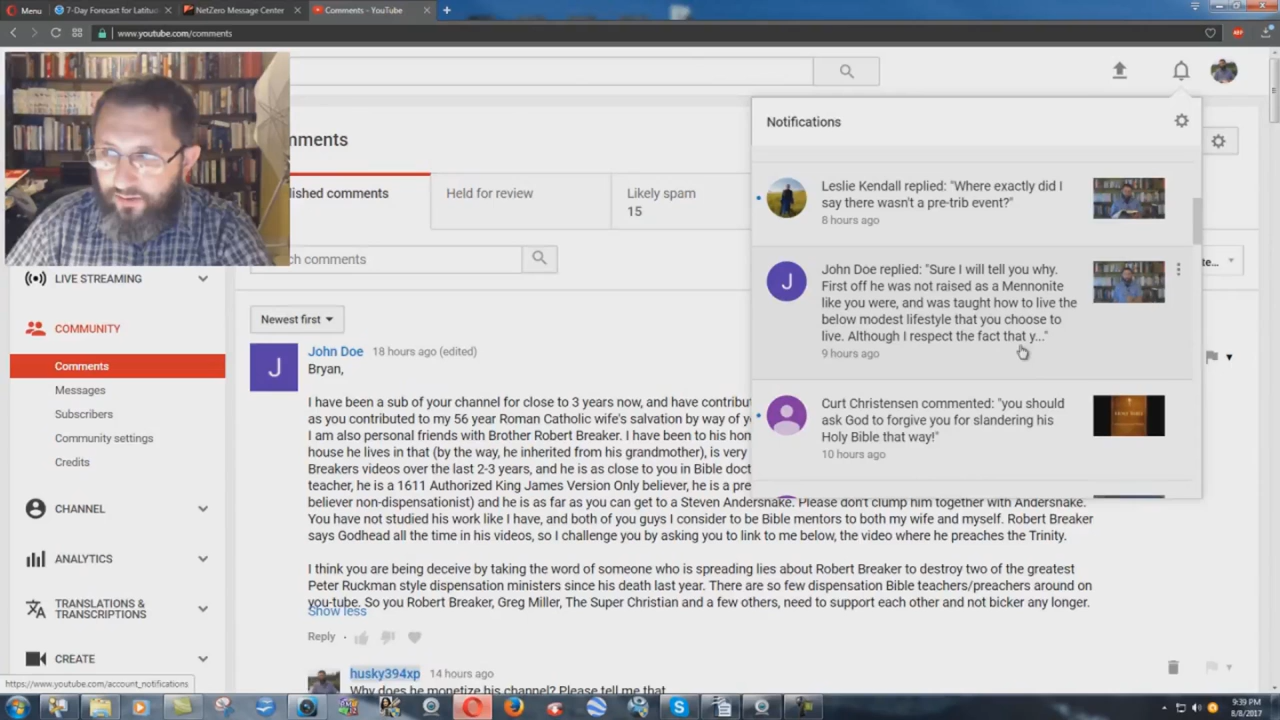 Menu
7-Day Forecast for Latitud
NetZero Message Center
Comments - YouTube
www.youtube.com/comments
ABP
Notifications
mments
lished comments
Held for review
Likely spam
15
ch comments
te...
Newest first
Leslie Kendall replied: "Where exactly did I
say there wasn't a pre-trib event?"
8 hours ago
John Doe replied: "Sure I will tell you why.
First off he was not raised as a Mennonite
like you were, and was taught how to live the
below modest lifestyle that you choose to
live. Although I respect the fact that y..."
9 hours ago
Curt Christensen commented: "you should
ask God to forgive you for slandering his
Holy Bible that way!"
10 hours ago
HOLY BIBLE
LIVE STREAMING
COMMUNITY
Comments
Messages
Subscribers
Community settings
Credits
CHANNEL
ANALYTICS
TRANSLATIONS &
CONTRIBUTIONS
CREATE
https://www.youtube.com/account_notifications
J
J
John Doe 18 hours ago (edited)
Bryan,
I have been a sub of your channel for close to 3 years now, and have contribut
as you contributed to my 56 year Roman Catholic wife's salvation by way of y
I am also personal friends with Brother Robert Breaker. I have been to his hom
house he lives in that (by the way, he inherited from his grandmother), is very
Breakers videos over the last 2-3 years, and he is as close to you in Bible doct
teacher, he is a 1611 Authorized King James Version Only believer, he is a pre
believer non-dispensationist) and he is as far as you can get to a Steven Andershake. Please don't clump him together with Andershake.
You have not studied his work like I have, and both of you guys I consider to be Bible mentors to both my wife and myself. Robert Breaker
says Godhead all the time in his videos, so I challenge you by asking you to link to me below, the video where he preaches the Trinity.
I think you are being deceive by taking the word of someone who is spreading lies about Robert Breaker to destroy two of the greatest
Peter Ruckman style dispensation ministers since his death last year. There are so few dispensation Bible teachers/preachers around on
you-tube. So you Robert Breaker, Greg Miller, The Super Christian and a few others, need to support each other and not bicker any longer.
Show less
Reply
husky394xp 14 hours ago
Why does he monetize his channel? Please tell me that
9:39 PM
8/8/2017